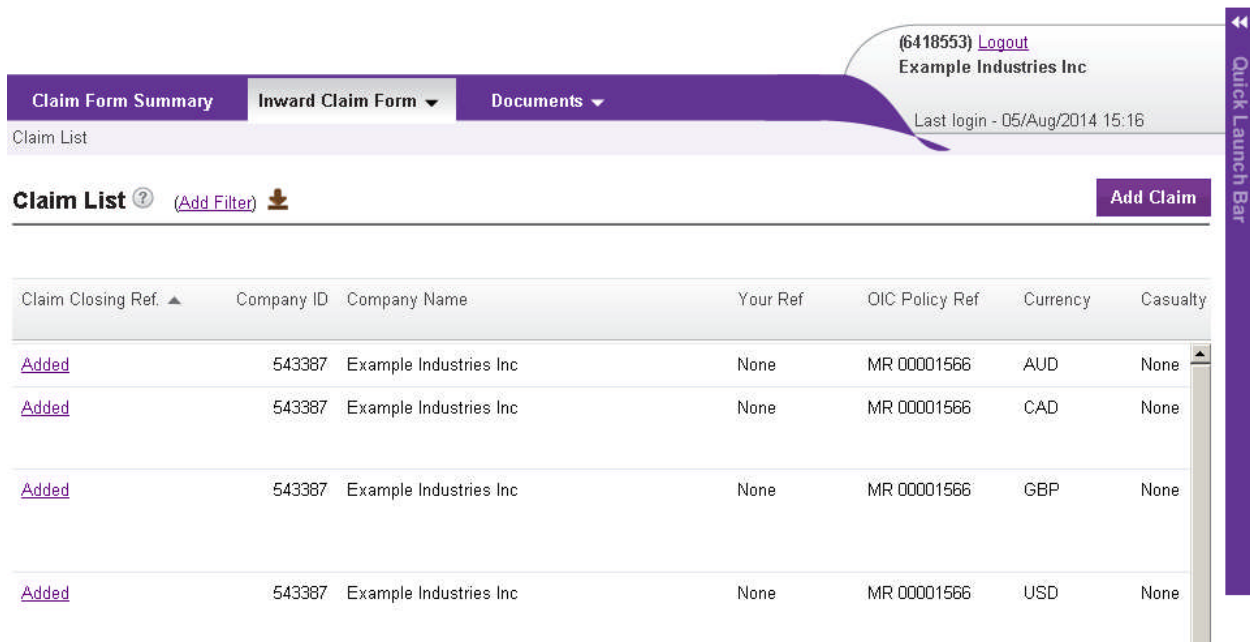 (6418553) Logout
Example Industries Inc
Last login - 05/Aug/2014 15:16
Quick Launch Bar
Claim Form Summary Inward Claim Form Documents
Claim List
Claim List ? (Add Filter) Add Claim
Claim Closing Ref. Company ID Company Name Your Ref OIC Policy Ref Currency Casualty
Added 543387 Example Industries Inc None MR 00001566 AUD None
Added 543387 Example Industries Inc None MR 00001566 CAD None
Added 543387 Example Industries Inc None MR 00001566 GBP None
Added 543387 Example Industries Inc None MR 00001566 USD None